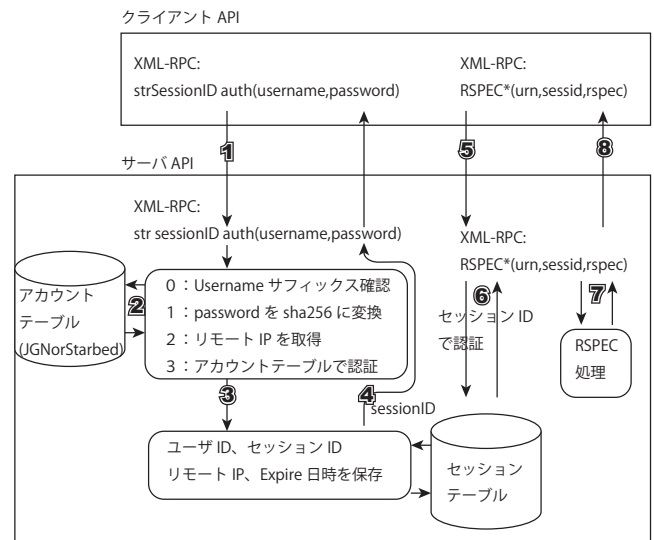 クライアント API
XML-RPC:
strSessionID auth(username,password)
XML-RPC:
RSPEC*(urn,sessid,rspec)
1
5
8
サーバ API
XML-RPC:
str sessionID auth(username,password)
XML-RPC:
RSPEC*(urn,sessid,rspec)
アカウント
テーブル
(JGNorStarbed)
2
0：Username サフィックス確認
1：password を sha256 に変換
2：リモート IP を取得
3：アカウントテーブルで認証
6
セッション ID
で認証
7
RSPEC
処理
3
4
sessionID
ユーザ ID、セッション ID
リモート IP、Expire 日時を保存
セッション
テーブル